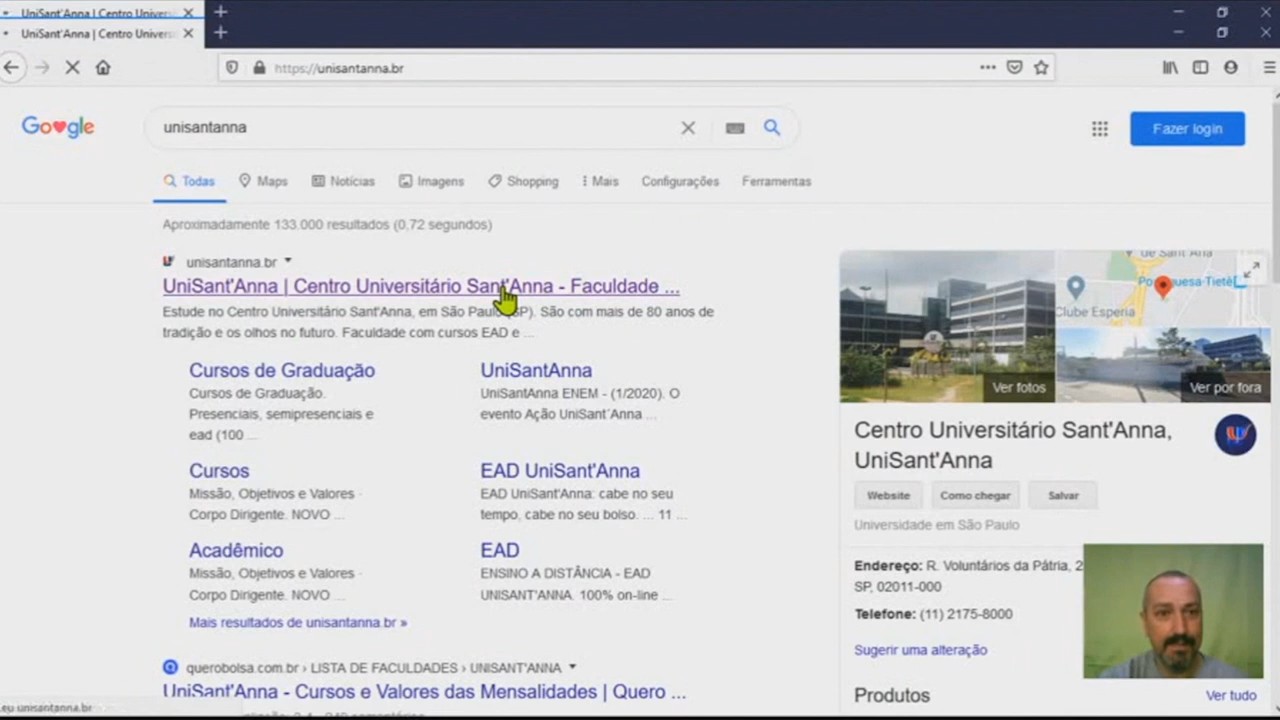 UniSant'Anna | Centro Univers
UniSant'Anna | Centro Univers
https://unisantanna.br
Google
unisantanna
Fazer login
Todas
Maps
Notícias
Imagens
Shopping
Mais
Configurações
Ferramentas
Aproximadamente 133.000 resultados (0,72 segundos)
unisantanna.br
UniSant'Anna | Centro Universitário Sant'Anna - Faculdade ...
Estude no Centro Universitário Sant'Anna, em São Paulo (SP). São com mais de 80 anos de
tradição e os olhos no futuro. Faculdade com cursos EAD e ...
Cursos de Graduação
Cursos de Graduação.
Presenciais, semipresenciais e
ead (100 ...
UniSantAnna
UniSantAnna ENEM - (1/2020). O
evento Ação UniSant´Anna ...
Cursos
Missão, Objetivos e Valores ·
Corpo Dirigente. NOVO ...
EAD UniSant'Anna
EAD UniSant'Anna: cabe no seu
tempo, cabe no seu bolso. ... 11 ...
Acadêmico
Missão, Objetivos e Valores ·
Corpo Dirigente. NOVO ...
EAD
ENSINO A DISTÂNCIA - EAD
UNISANT'ANNA. 100% on-line ...
Mais resultados de unisantanna.br »
querobolsa.com.br › LISTA DE FACULDADES › UNISANT'ANNA
UniSant'Anna - Cursos e Valores das Mensalidades | Quero ...
eu unisantanna.br
de Sant'Ana
Clube Esperia
Ver fotos
Ver por fora
Centro Universitário Sant'Anna,
UniSant'Anna
Website
Como chegar
Salvar
Universidade em São Paulo
Endereço: R. Voluntários da Pátria, 2
SP, 02011-000
Telefone: (11) 2175-8000
Sugerir uma alteração
Produtos
Ver tudo